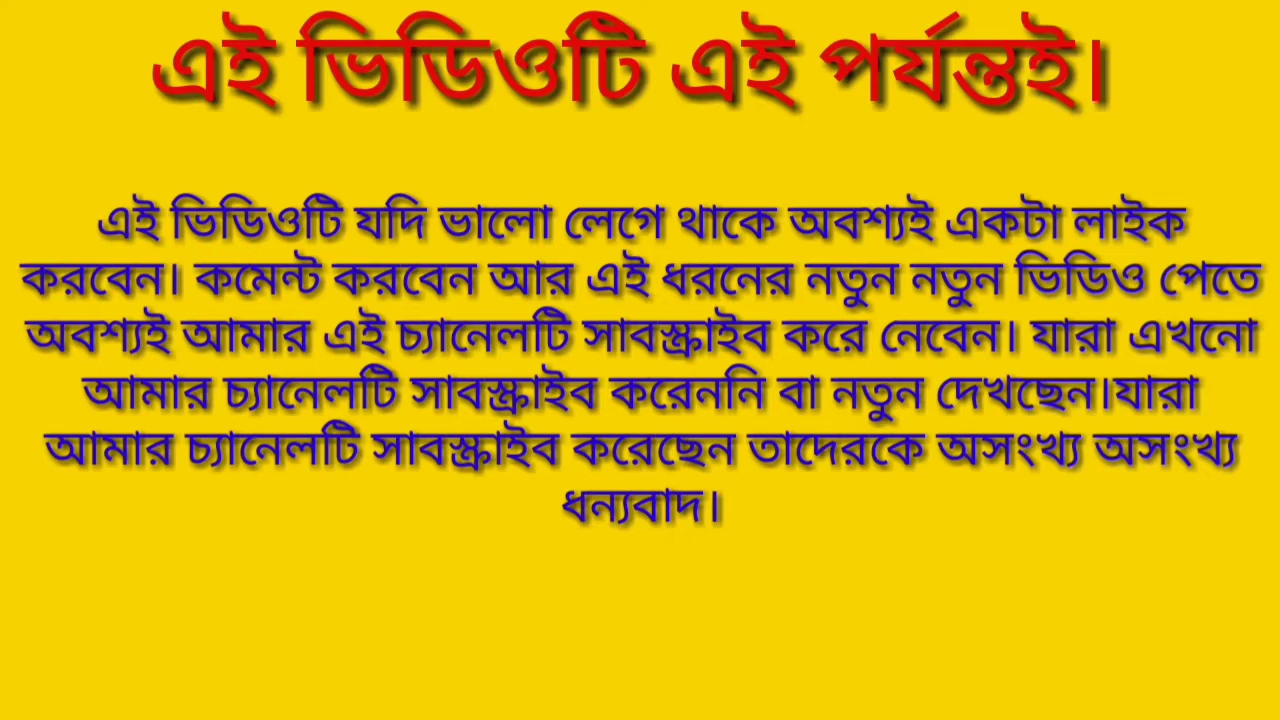 এই ভিডিওটি এই পর্যন্তই।
এই ভিডিওটি যদি ভালো লেগে থাকে অবশ্যই একটা লাইক
করবেন। কমেন্ট করবেন আর এই ধরনের নতুন নতুন ভিডিও পেতে
অবশ্যই আমার এই চ্যানেলটি সাবস্ক্রাইব করে নেবেন। যারা এখনো
আমার চ্যানেলটি সাবস্ক্রাইব করেননি বা নতুন দেখছেন।যারা
আমার চ্যানেলটি সাবস্ক্রাইব করেছেন তাদেরকে অসংখ্য অসংখ্য
ধন্যবাদ।